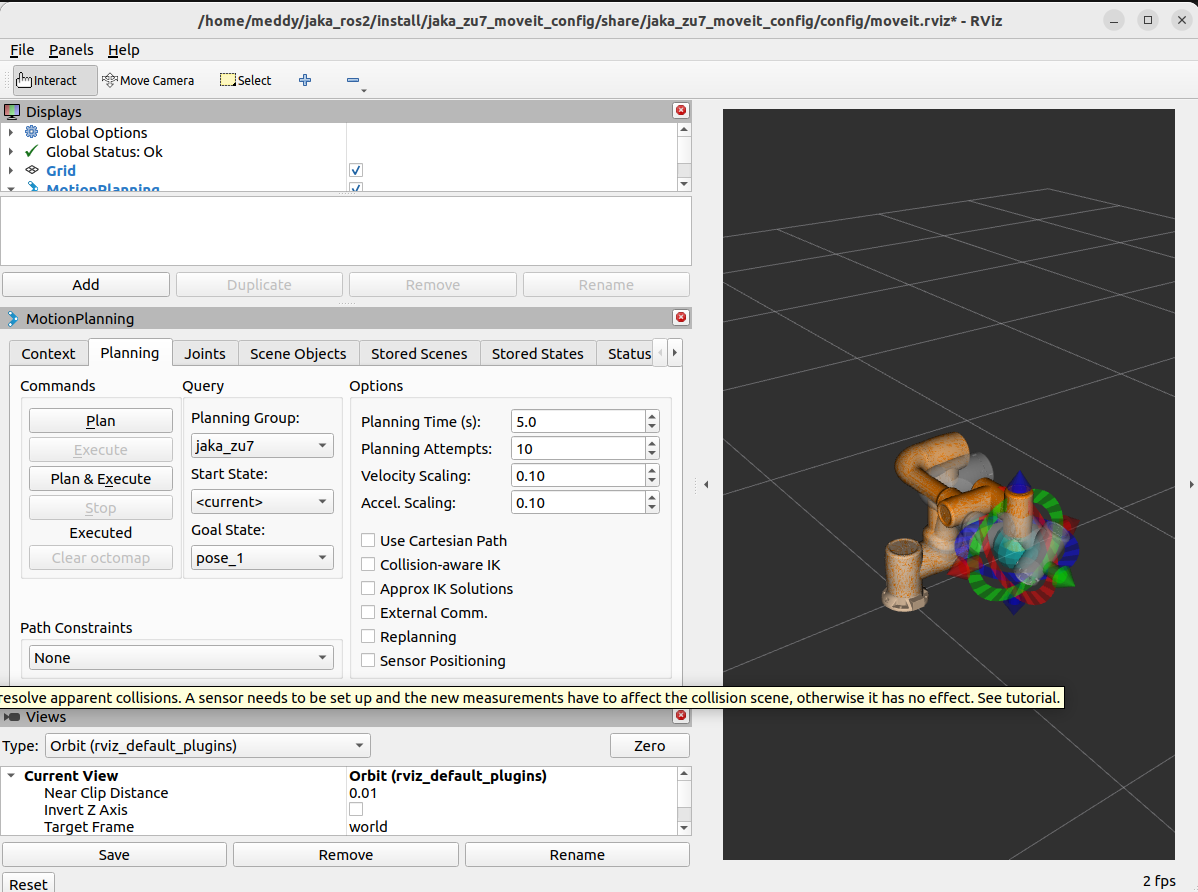 /home/meddy/jaka_ros2/install/jaka_zu7_moveit_config/share/jaka_zu7_moveit_config/config/moveit.rviz* - RViz
File Panels Help
Interact Move Camera Select
Displays
Global Options
Global Status: Ok
Grid
MotionPlanning
Add Duplicate Remove Rename
MotionPlanning
Context Planning Joints Scene Objects Stored Scenes Stored States Status
Commands Query Options
Plan
Execute
Plan & Execute
Stop
Executed
Clear octomap
Planning Group:
jaka_zu7
Start State:
<current>
Goal State:
pose_1
Planning Time (s): 5.0
Planning Attempts: 10
Velocity Scaling: 0.10
Accel. Scaling: 0.10
Use Cartesian Path
Collision-aware IK
Approx IK Solutions
External Comm.
Replanning
Sensor Positioning
Path Constraints
None
resolve apparent collisions. A sensor needs to be set up and the new measurements have to affect the collision scene, otherwise it has no effect. See tutorial.
Views
Type: Orbit (rviz_default_plugins) Zero
Current View Orbit (rviz_default_plugins)
Near Clip Distance 0.01
Invert Z Axis
Target Frame world
Save Remove Rename
Reset
2 fps